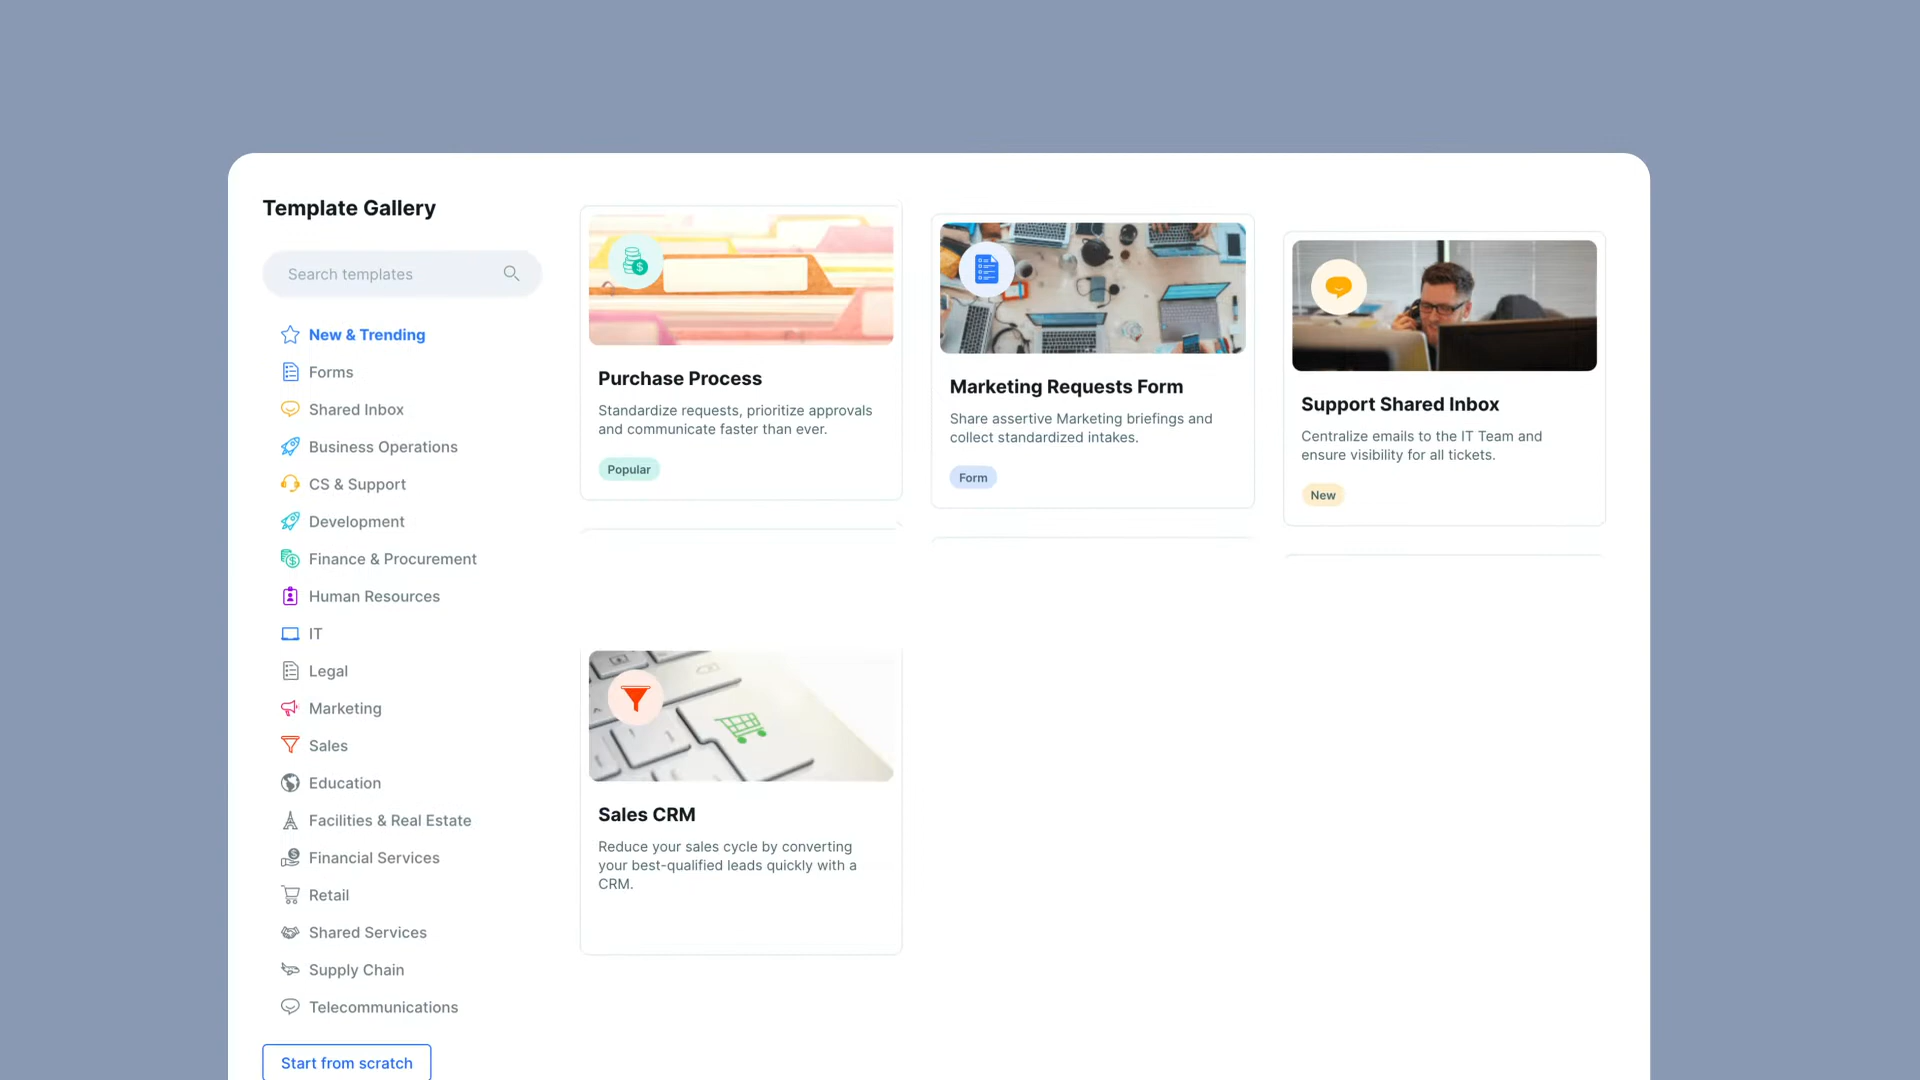 Template Gallery
Search templates
New & Trending
Forms
Shared Inbox
Business Operations
CS & Support
Development
Finance & Procurement
Human Resources
IT
Legal
Marketing
Sales
Education
Facilities & Real Estate
Financial Services
Retail
Shared Services
Supply Chain
Telecommunications
Start from scratch
Purchase Process
Standardize requests, prioritize approvals
and communicate faster than ever.
Popular
Marketing Requests Form
Share assertive Marketing briefings and
collect standardized intakes.
Form
Support Shared Inbox
Centralize emails to the IT Team and
ensure visibility for all tickets.
New
Sales CRM
Reduce your sales cycle by converting
your best-qualified leads quickly with a
CRM.